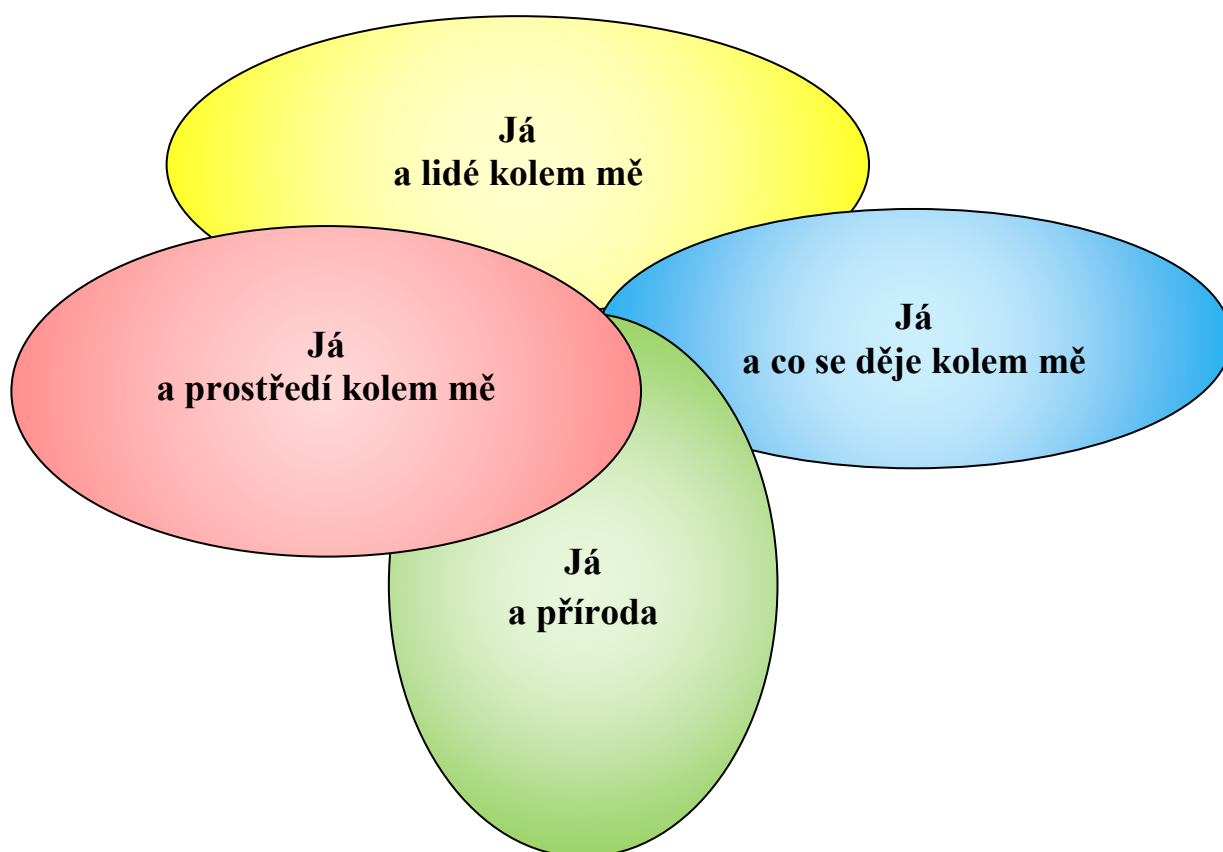 Já
a lidé kolem mě
Já
a co se děje kolem mě
Já
a prostředí kolem mě
Já
a příroda